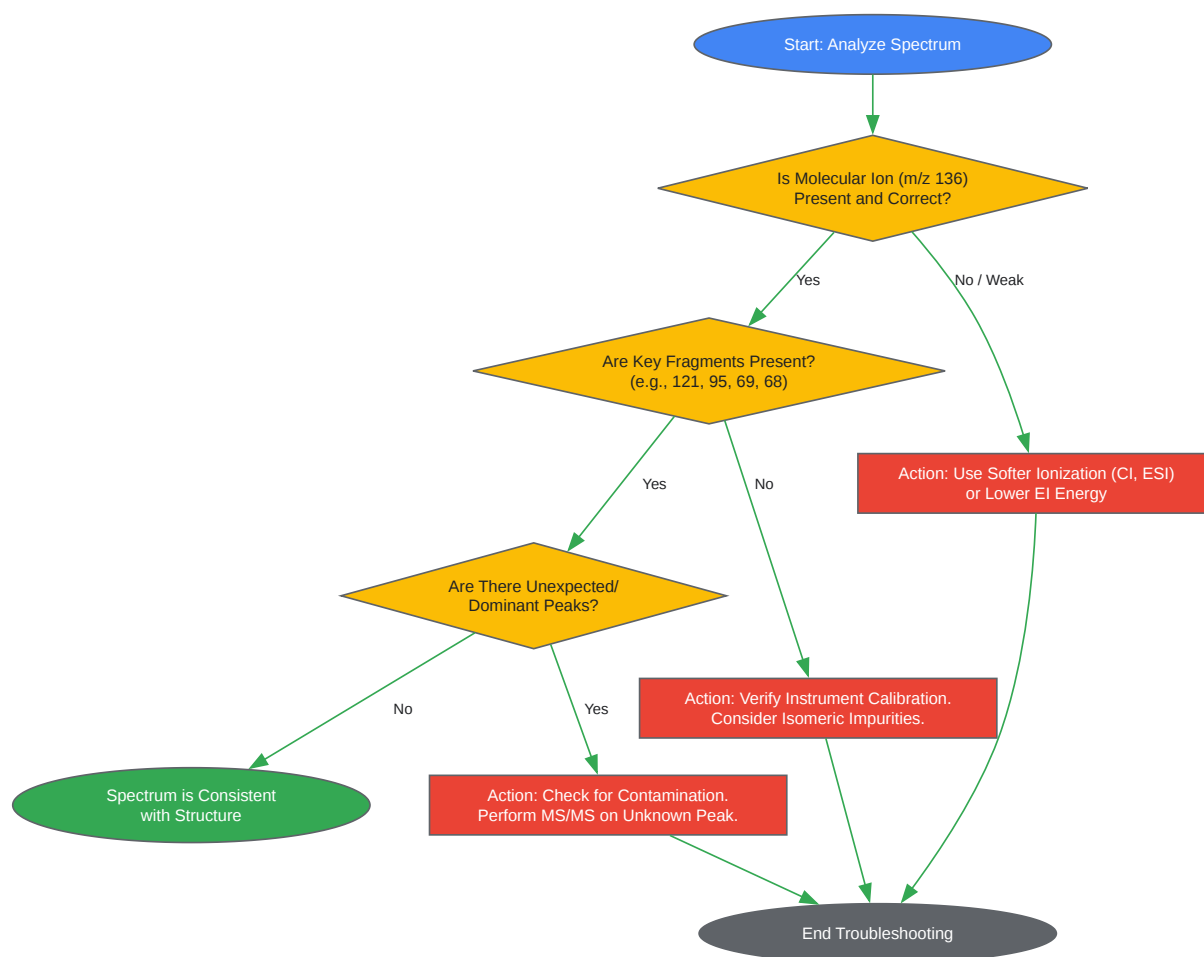 Start: Analyze Spectrum
Is Molecular Ion (m/z 136)
Present and Correct?
Yes
No / Weak
Are Key Fragments Present?
(e.g., 121, 95, 69, 68)
Yes
No
Action: Use Softer Ionization (CI, ESI)
or Lower EI Energy
Are There Unexpected/
Dominant Peaks?
No
Yes
Action: Verify Instrument Calibration.
Consider Isomeric Impurities.
Spectrum is Consistent
with Structure
Action: Check for Contamination.
Perform MS/MS on Unknown Peak.
End Troubleshooting